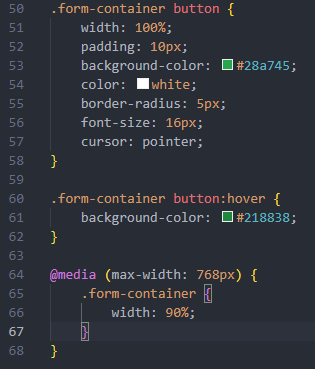 50 .form-container button {
51     width: 100%;
52     padding: 10px;
53     background-color: #28a745;
54     color: white;
55     border-radius: 5px;
56     font-size: 16px;
57     cursor: pointer;
58 }
59
60 .form-container button:hover {
61     background-color: #218838;
62 }
63
64 @media (max-width: 768px) {
65     .form-container {
66         width: 90%;
67     }
68 }